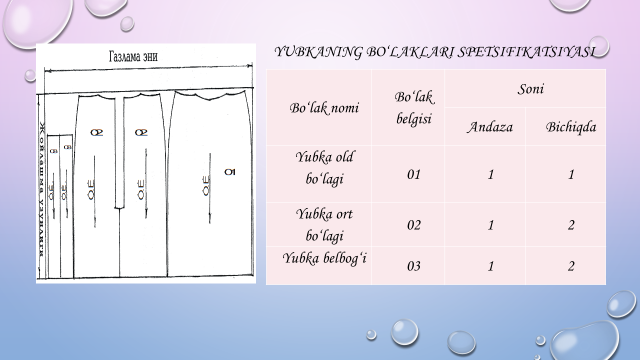 Газлама эни
YUBKANING BO‘LAKLARI SPETSIFIKATSIYASI
Bo‘lak nomi
Bo‘lak
belgisi
Soni
Andaza
Bichiqda
Yubka old
bo‘lagi
01
1
1
Yubka ort
bo‘lagi
02
1
2
Yubka belbog‘i
03
1
2
02
02
01
03
03